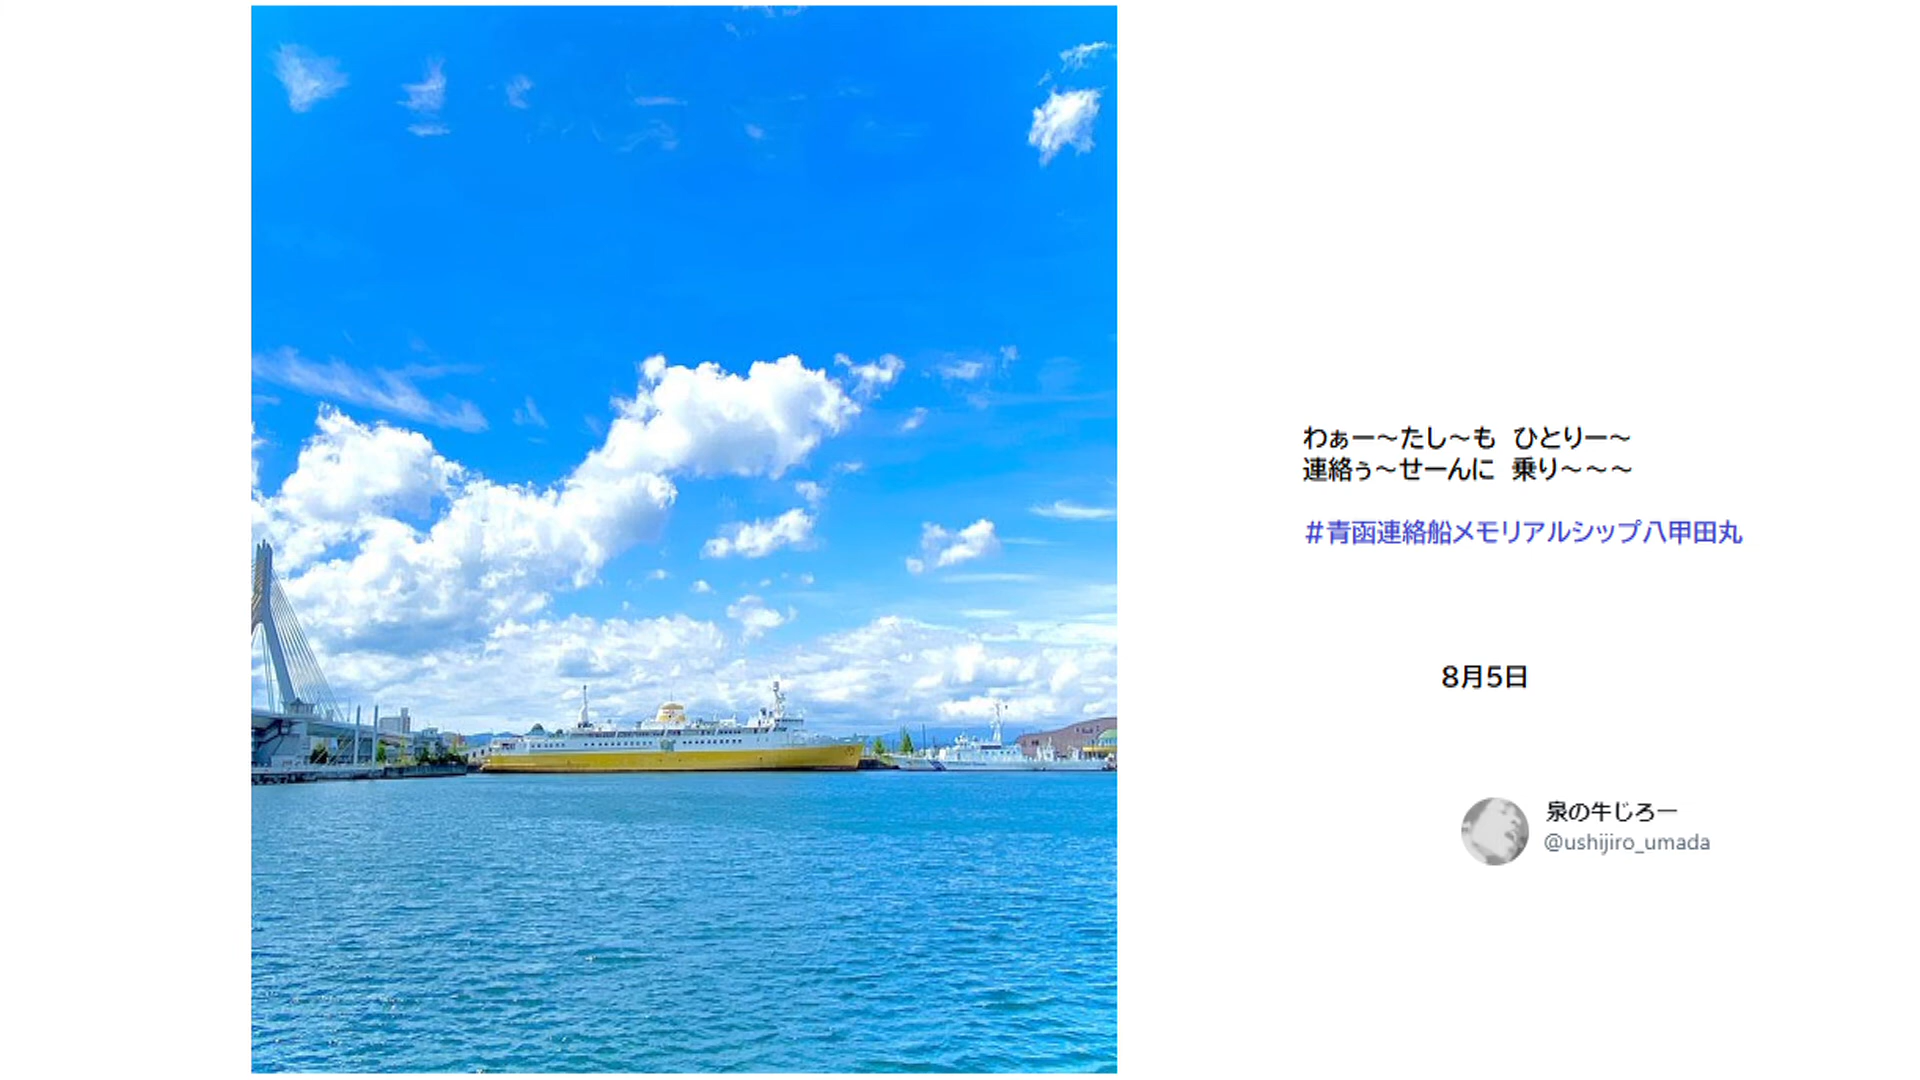 わぁー～たし～も　ひとりー～
連絡ぅ～せーんに　乗り～～～
＃青函連絡船メモリアルシップ八甲田丸
8月5日
泉の牛じろー
@ushijiro_umada